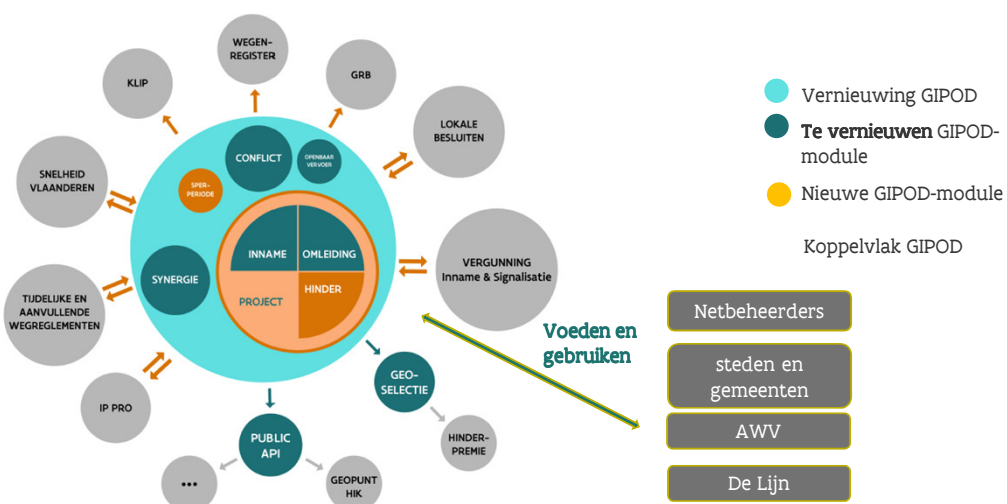 WEGEN-
REGISTER
KLIP
GRB
LOKALE
BESLUITEN
SNELHEID
VLAANDEREN
CONFLICT
OPENBAAR
VERVOER
SPER-
PERIODE
SYNERGIE
INNAME
OMLEIDING
PROJECT
HINDER
VERGUNNING
Inname & Signalisatie
TIJDELIJKE EN
AANVULLENDE
WEGREGLEMENTEN
IP PRO
GEO-
SELECTIE
HINDER-
PREMIE
PUBLIC
API
...
GEOPUNT
HIK
Voeden en
gebruiken
Vernieuwing GIPOD
Te vernieuwen GIPOD-
module
Nieuwe GIPOD-module
Koppelvlak GIPOD
Netbeheerders
steden en
gemeenten
AWV
De Lijn